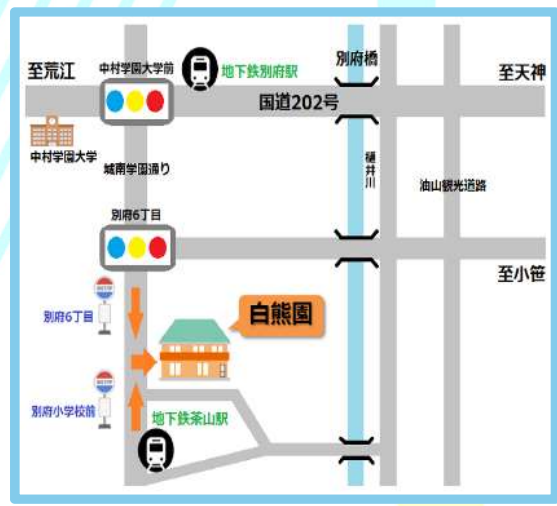 別府橋
至荒江
中村学園大学前
地下鉄別府駅
至天神
国道202号
中村学園大学
城南学園通り
樋井川
油山観光道路
別府6丁目
至小笹
別府6丁目
白熊園
別府小学校前
地下鉄茶山駅